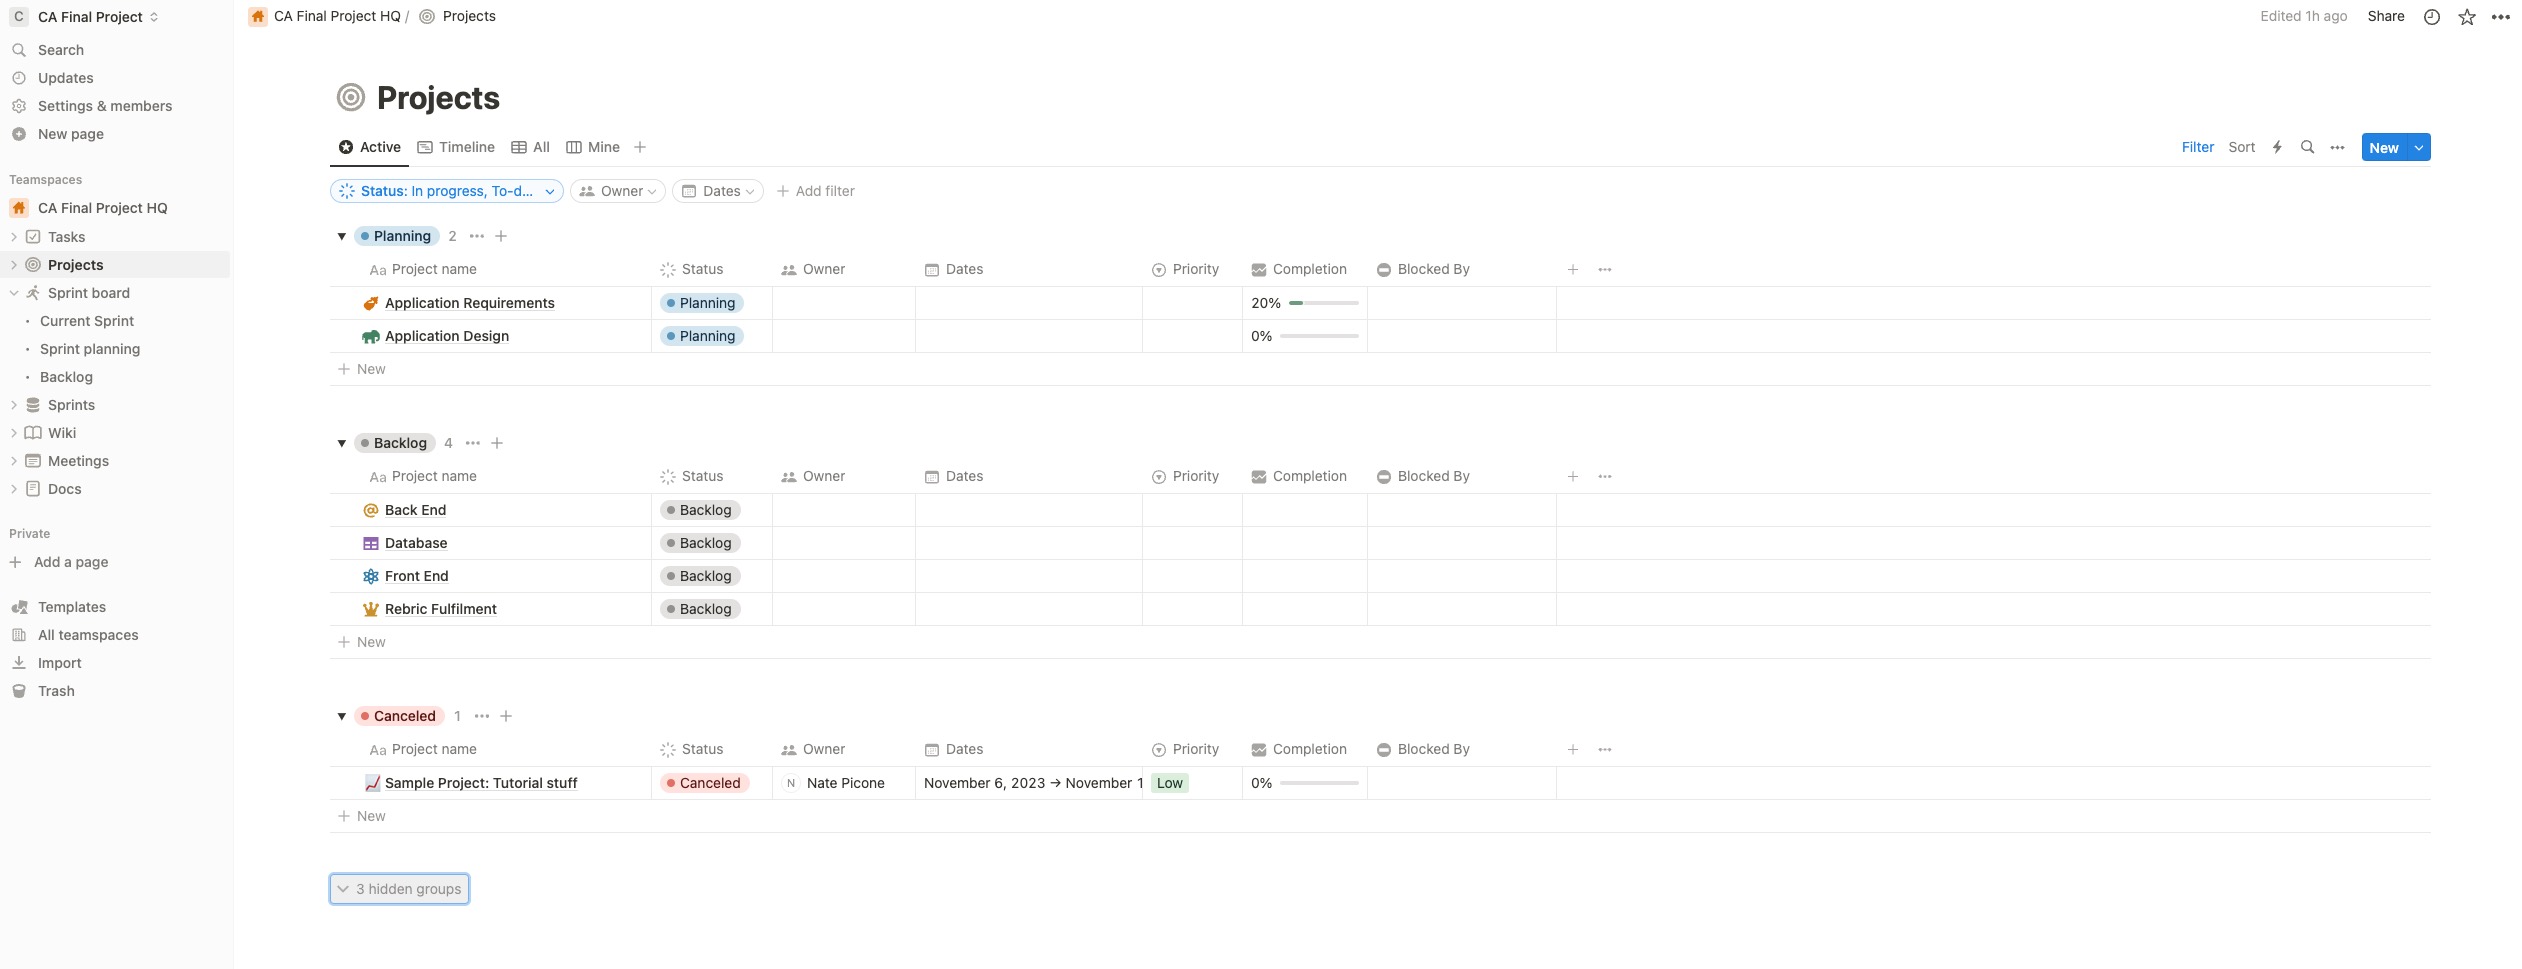 C CA Final Project
Search
Updates
Settings & members
New page
Teamspaces
CA Final Project HQ
Tasks
Projects
Sprint board
Current Sprint
Sprint planning
Backlog
Sprints
Wiki
Meetings
Docs
Private
Add a page
Templates
All teamspaces
Import
Trash
CA Final Project HQ / Projects
Edited 1h ago Share
Projects
Active Timeline All Mine
Filter Sort New
Status: In progress, To-d... Owner Dates Add filter
Planning 2
Aa Project name Status Owner Dates Priority Completion Blocked By
Application Requirements Planning 20%
Application Design Planning 0%
New
Backlog 4
Aa Project name Status Owner Dates Priority Completion Blocked By
Back End Backlog
Database Backlog
Front End Backlog
Rebric Fulfilment Backlog
New
Canceled 1
Aa Project name Status Owner Dates Priority Completion Blocked By
Sample Project: Tutorial stuff Canceled N Nate Picone November 6, 2023 → November 1 Low 0%
New
3 hidden groups